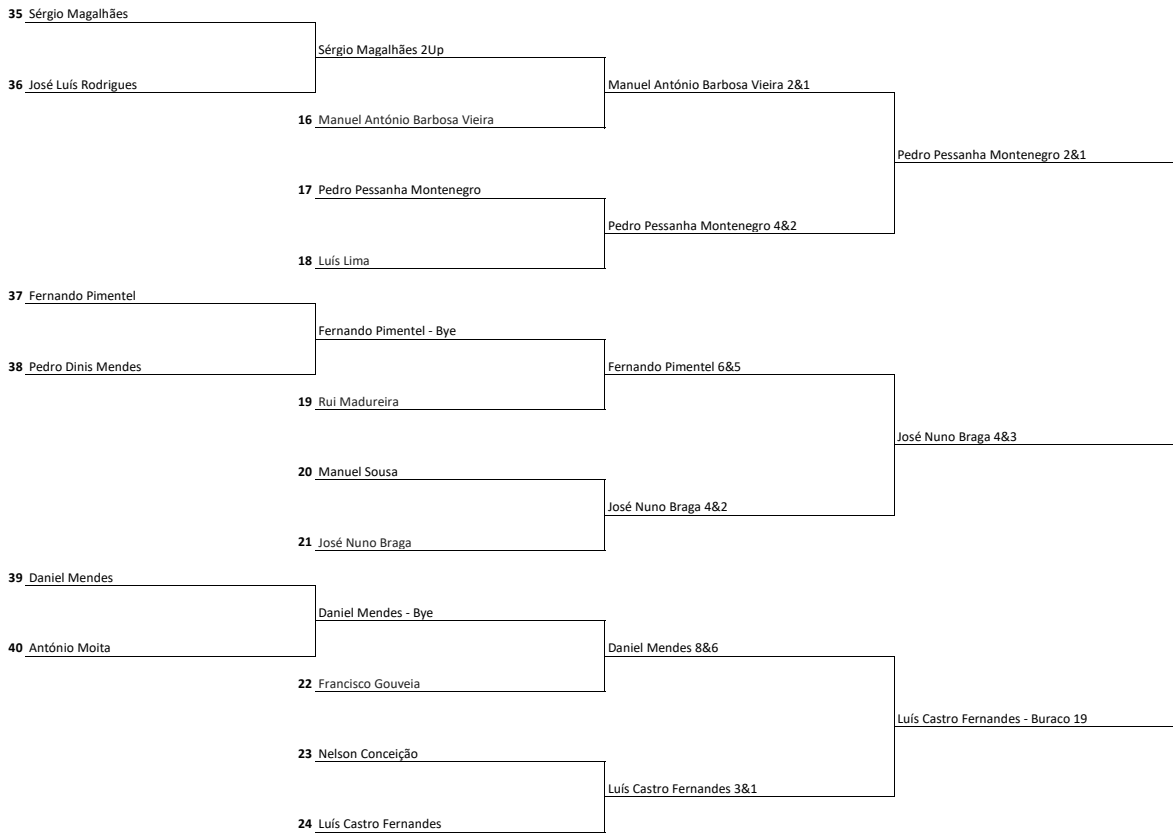 35 Sérgio Magalhães
Sérgio Magalhães 2Up
36 José Luís Rodrigues
Manuel António Barbosa Vieira 2&1
16 Manuel António Barbosa Vieira
Pedro Pessanha Montenegro 2&1
17 Pedro Pessanha Montenegro
Pedro Pessanha Montenegro 4&2
18 Luís Lima
37 Fernando Pimentel
Fernando Pimentel - Bye
38 Pedro Dinis Mendes
Fernando Pimentel 6&5
19 Rui Madureira
José Nuno Braga 4&3
20 Manuel Sousa
José Nuno Braga 4&2
21 José Nuno Braga
39 Daniel Mendes
Daniel Mendes - Bye
40 António Moita
Daniel Mendes 8&6
22 Francisco Gouveia
Luís Castro Fernandes - Buraco 19
23 Nelson Conceição
Luís Castro Fernandes 3&1
24 Luís Castro Fernandes